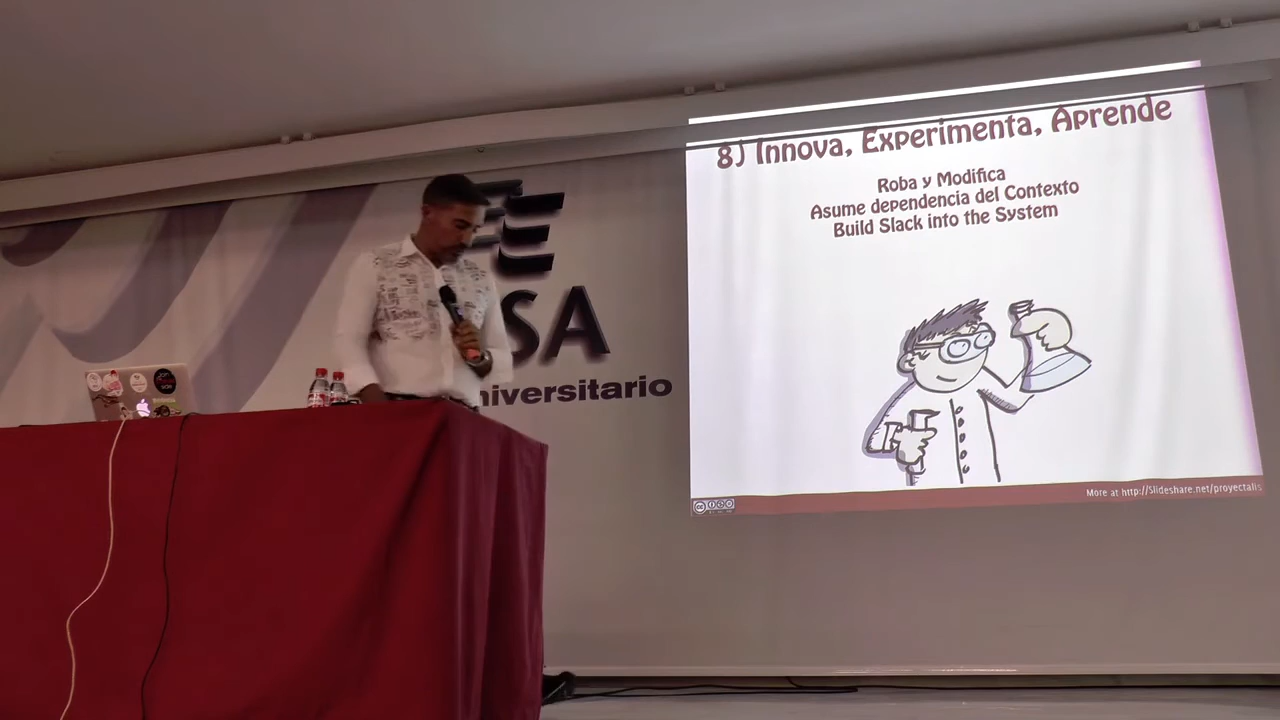 8) Innova, Experimenta, Aprende
Roba y Modifica
Asume dependencia del Contexto
Build Slack into the System
SA
niversitario
More at http://Slideshare.net/proyectalis